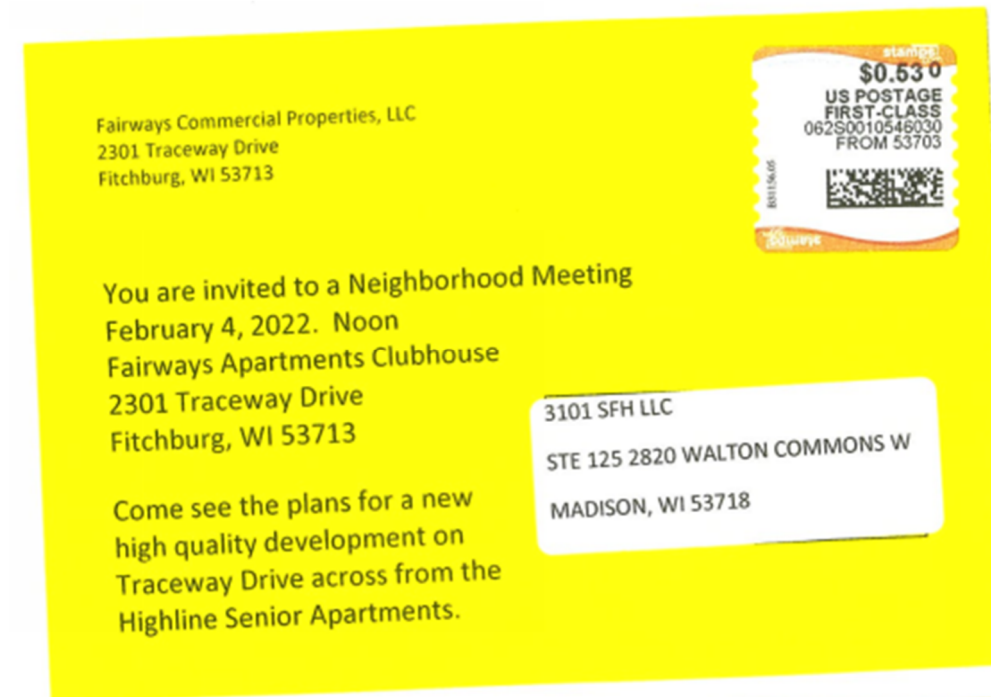 Fairways Commercial Properties, LLC
2301 Traceway Drive
Fitchburg, WI 53713
stamps
$0.530
US POSTAGE
FIRST-CLASS
062S0010546030
FROM 53703
stamps
You are invited to a Neighborhood Meeting
February 4, 2022.  Noon
Fairways Apartments Clubhouse
2301 Traceway Drive
Fitchburg, WI 53713
3101 SFH LLC
STE 125 2820 WALTON COMMONS W
MADISON, WI 53718
Come see the plans for a new
high quality development on
Traceway Drive across from the
Highline Senior Apartments.